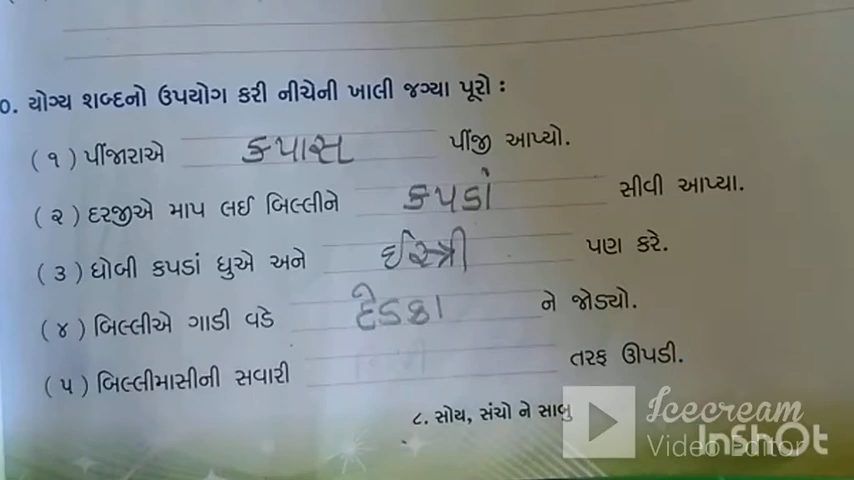 ૦. યોગ્ય શબ્દનો ઉપયોગ કરી નીચેની ખાલી જગ્યા પૂરો :
(૧) પીંજારાએ કપાસ પીંજી આપ્યો.
(૨) દરજીએ માપ લઈ બિલ્લીને કપડાં સીવી આપ્યા.
(૩) ધોબી કપડાં ધુએ અને ઈસ્ત્રી પણ કરે.
(૪) બિલ્લીએ ગાડી વડે દેડકા ને જોડ્યો.
(૫) બિલ્લીમાસીની સવારી તરફ ઊપડી.
૮. સોય, સંચો ને સાબુ
Icecream
Video Editor
InShOt